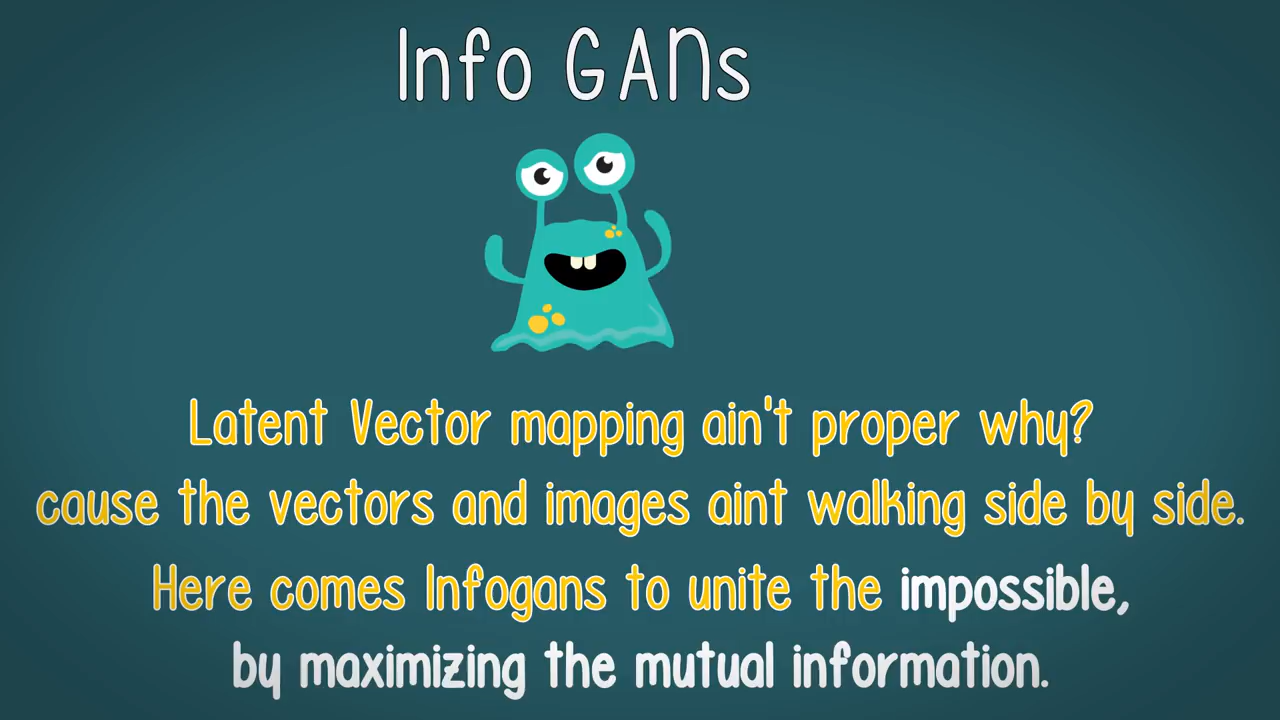 Info GANs
Latent Vector mapping ain't proper why?
cause the vectors and images aint walking side by side.
Here comes Infogans to unite the impossible,
by maximizing the mutual information.